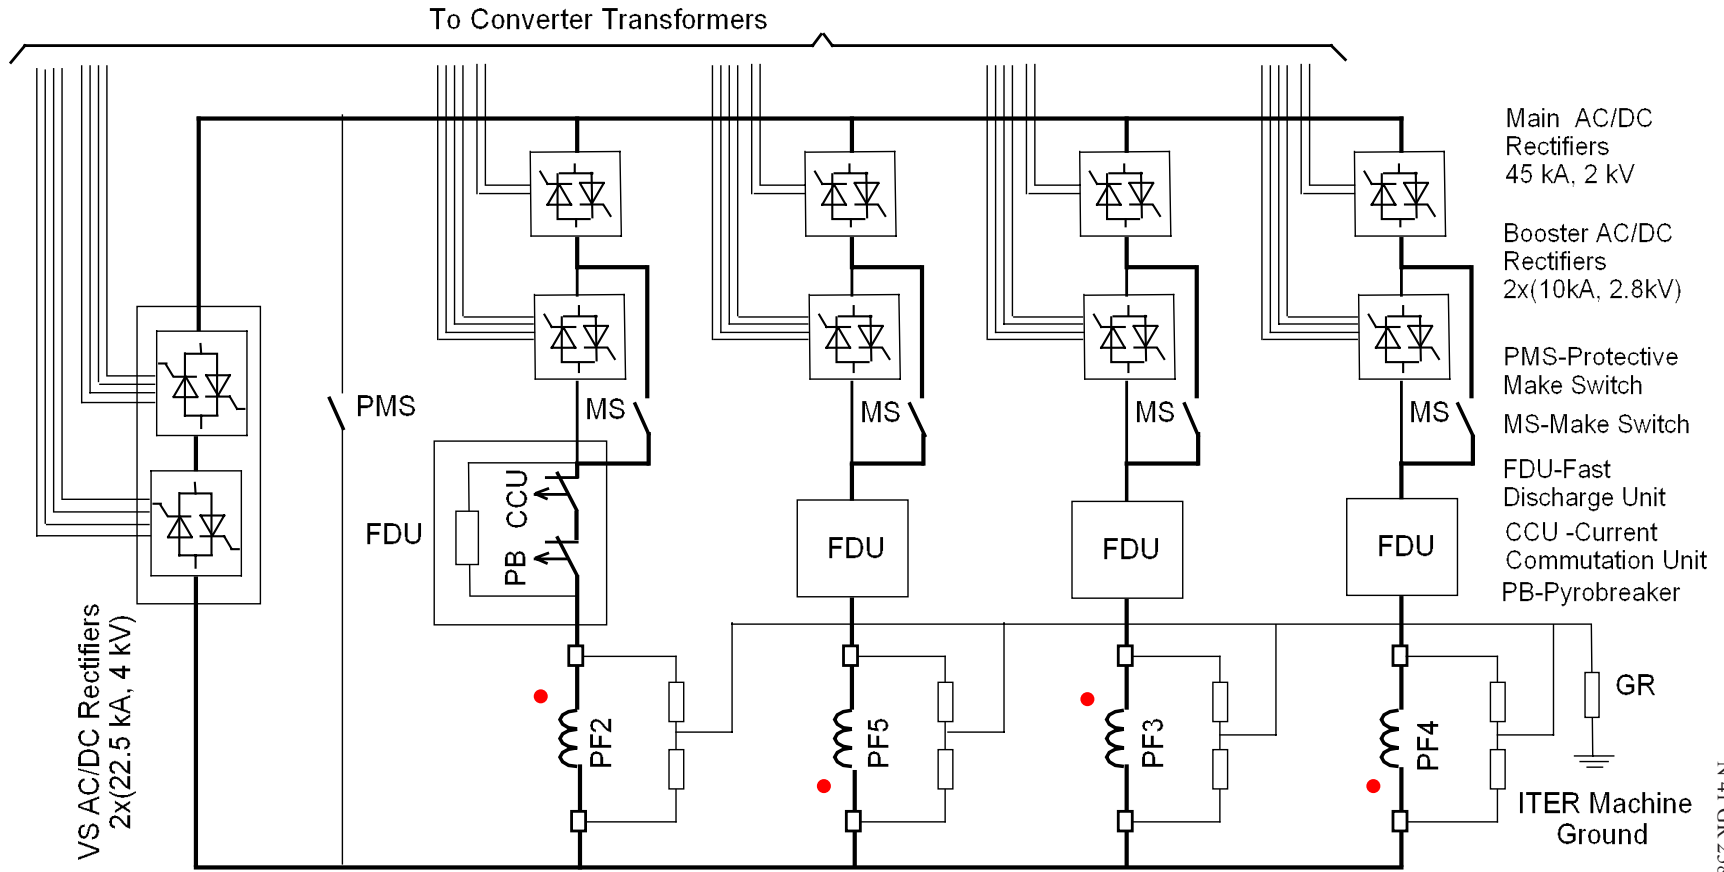 To Converter Transformers
Main AC/DC
Rectifiers
45 kA, 2 kV
Booster AC/DC
Rectifiers
2x(10kA, 2.8kV)
PMS-Protective
Make Switch
MS-Make Switch
FDU-Fast
Discharge Unit
CCU -Current
Commutation Unit
PB-Pyrobreaker
PMS
MS
MS
MS
MS
FDU
CCU
PB
FDU
FDU
FDU
VS AC/DC Rectifiers
2x(22.5 kA, 4 kV)
PF2
PF5
PF3
PF4
GR
ITER Machine
Ground